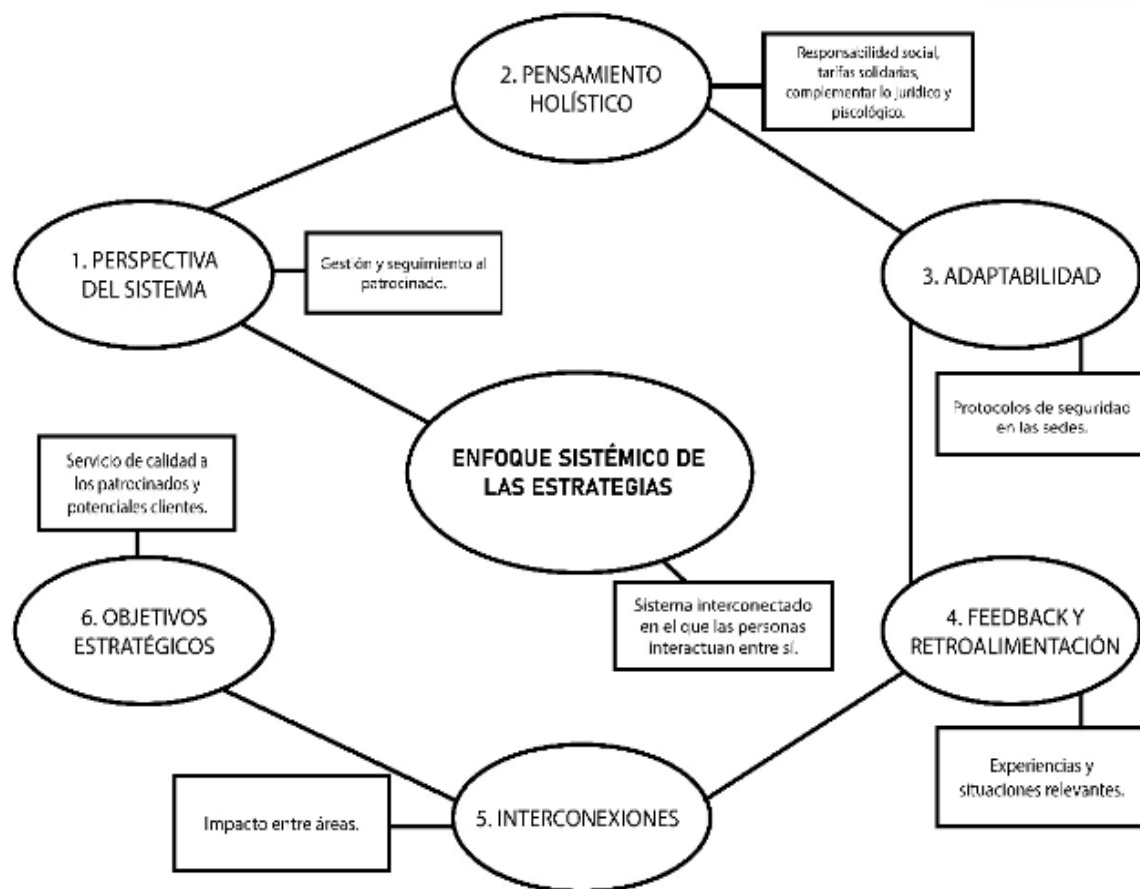 2. PENSAMIENTO
HOLÍSTICO
Responsabilidad social,
tarifas solidarias,
complementar lo jurídico y
piscológico.
1. PERSPECTIVA
DEL SISTEMA
Gestión y seguimiento al
patrocinado.
3. ADAPTABILIDAD
Protocolos de seguridad
en las sedes.
ENFOQUE SISTÉMICO DE
LAS ESTRATEGIAS
Sistema interconectado
en el que las personas
interactuan entre sí.
Servicio de calidad a
los patrocinados y
potenciales clientes.
6. OBJETIVOS
ESTRATÉGICOS
4. FEEDBACK Y
RETROALIMENTACIÓN
Experiencias y
situaciones relevantes.
5. INTERCONEXIONES
Impacto entre áreas.